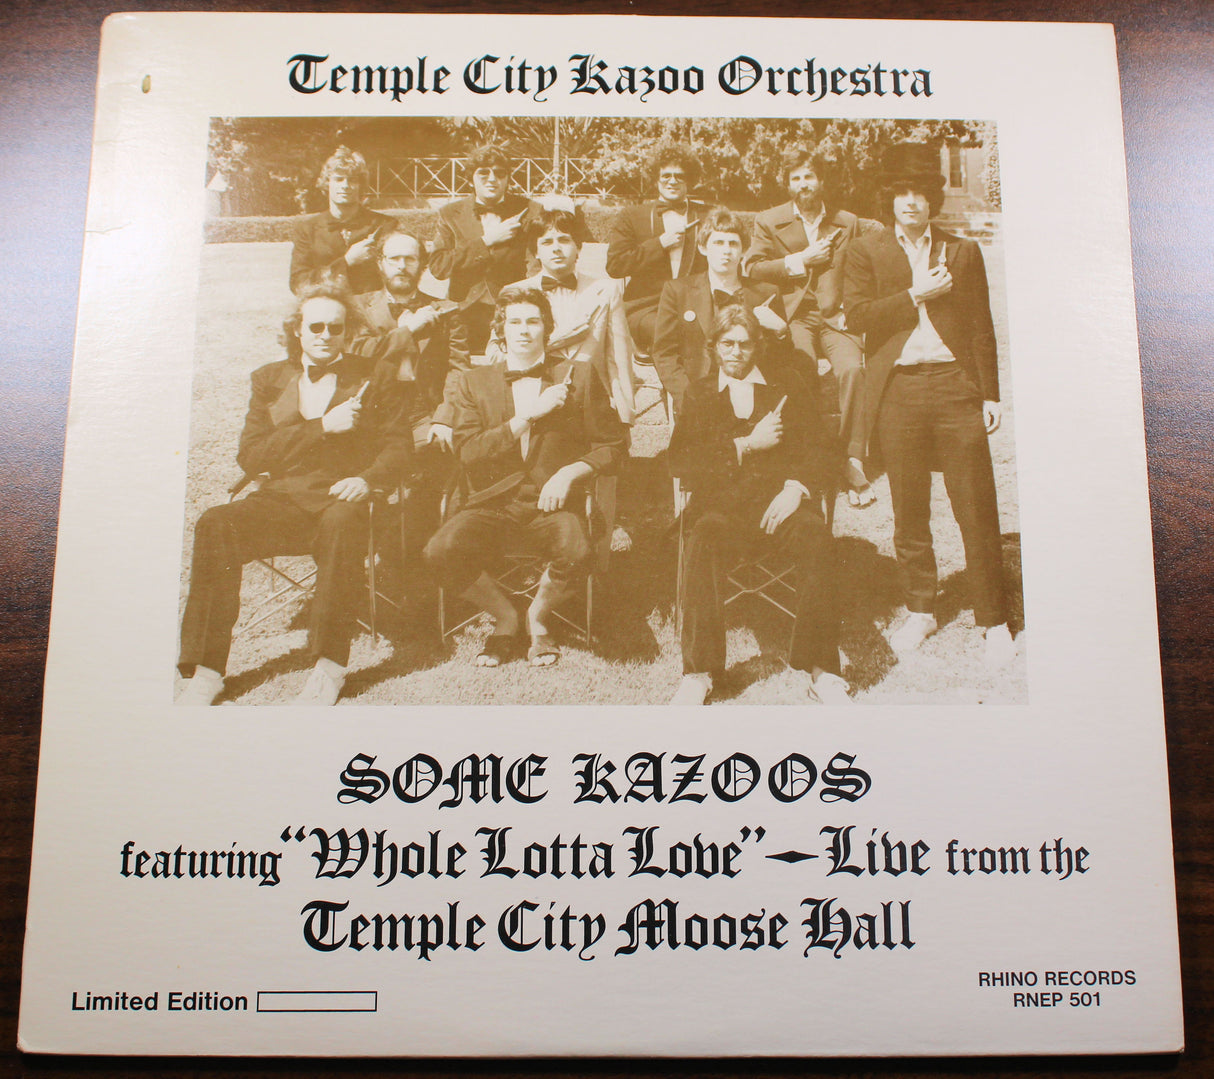 Temple City Kazoo Orchestra
SOME KAZOOS
featuring “Whole Lotta Love”—Live from the
Temple City Moose Hall
Limited Edition
RHINO RECORDS
RNEP 501